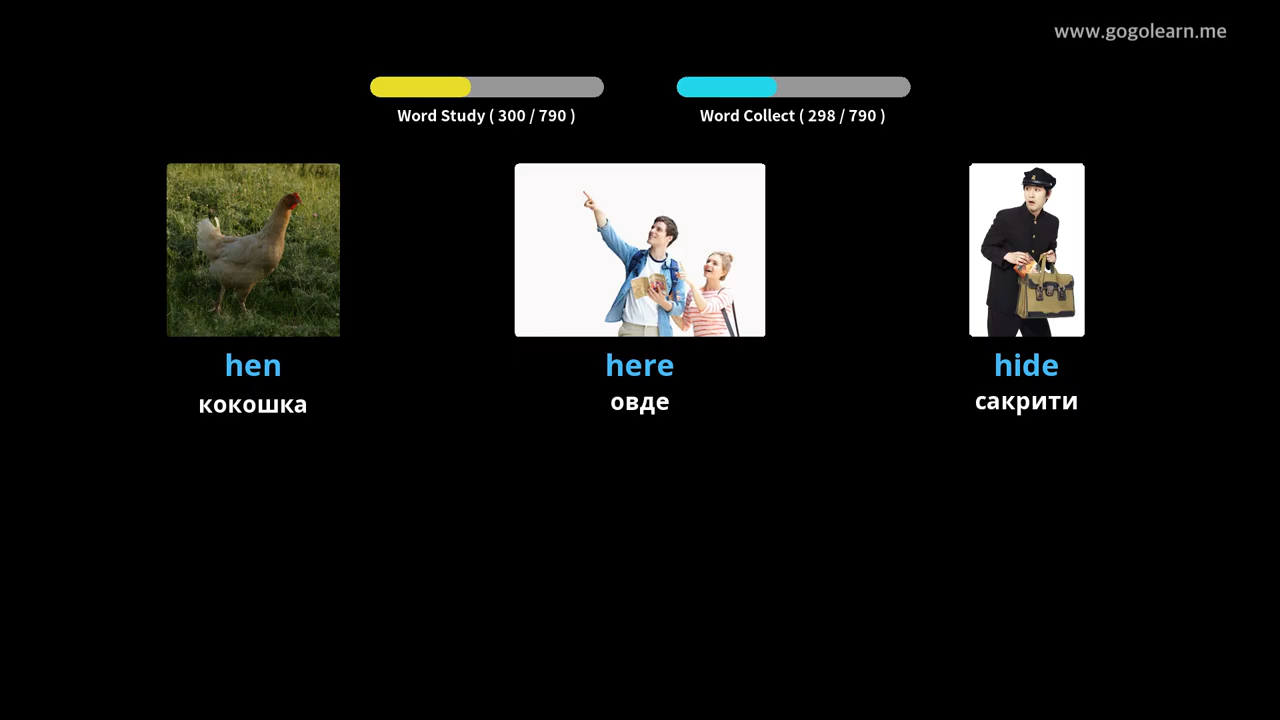 www.gogolearn.me
Word Study ( 300 / 790 )
Word Collect ( 298 / 790 )
hen
кокошка
here
овде
hide
сакрити